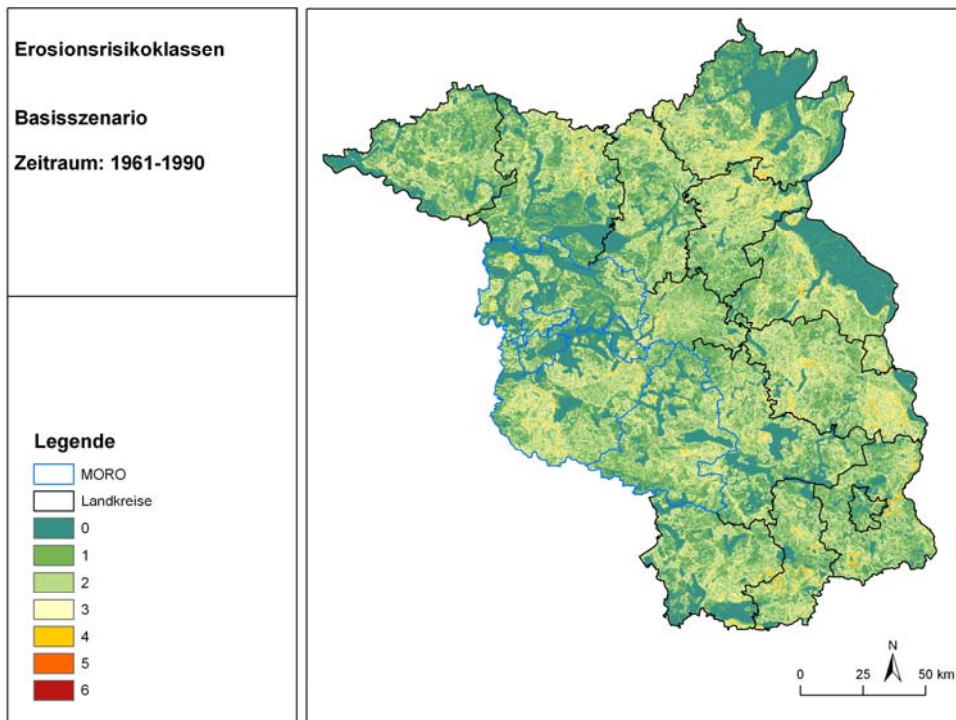 Erosionsrisikoklassen
Basisszenario
Zeitraum: 1961-1990
Legende
MORO
Landkreise
0
1
2
3
4
5
6
N
0 25 50 km